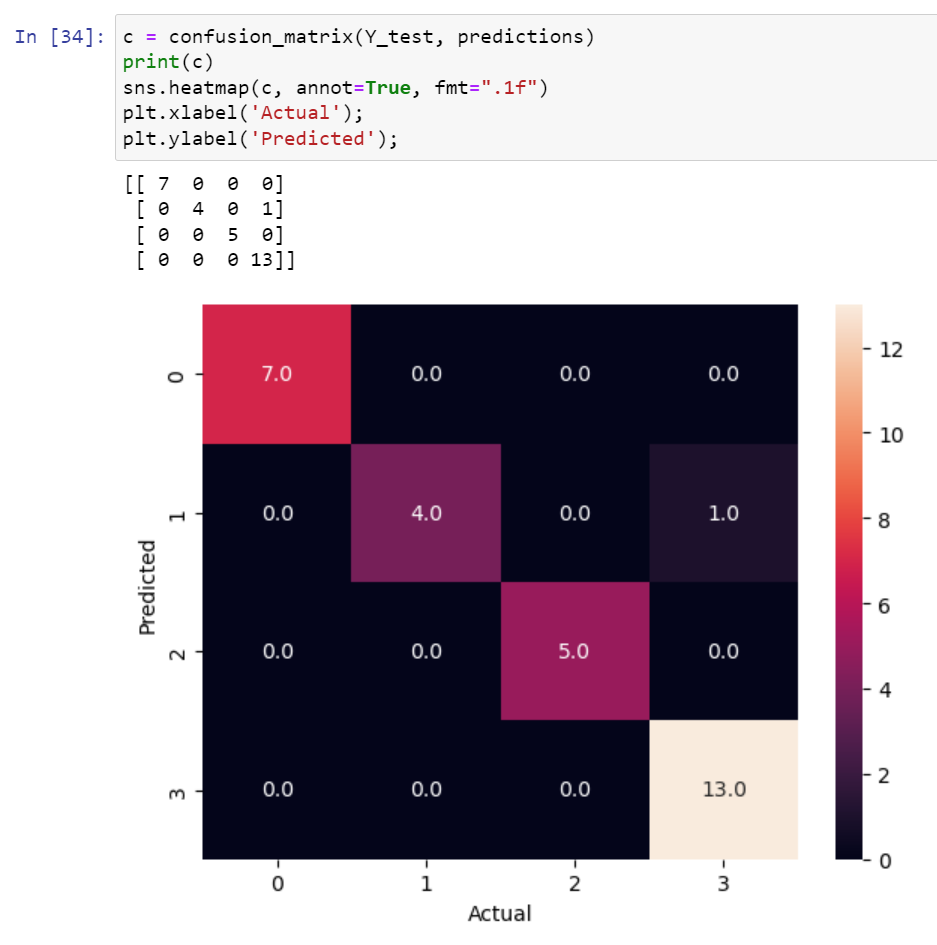 In [34]: c = confusion_matrix(Y_test, predictions)
print(c)
sns.heatmap(c, annot=True, fmt=".1f")
plt.xlabel('Actual');
plt.ylabel('Predicted');
[[ 7 0 0 0]
[ 0 4 0 1]
[ 0 0 5 0]
[ 0 0 0 13]]
0 7.0 0.0 0.0 0.0
1 0.0 4.0 0.0 1.0
2 0.0 0.0 5.0 0.0
3 0.0 0.0 0.0 13.0
Predicted
0 1 2 3
Actual
12
10
8
6
4
2
0